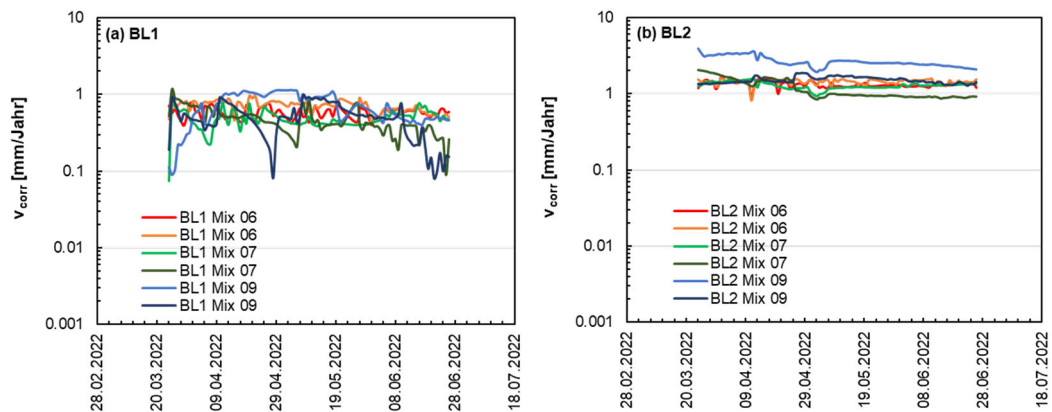 (a) BL1
v_corr [mm/Jahr]
10
1
0.1
0.01
0.001
BL1 Mix 06
BL1 Mix 06
BL1 Mix 07
BL1 Mix 07
BL1 Mix 09
BL1 Mix 09
28.02.2022
20.03.2022
09.04.2022
29.04.2022
19.05.2022
08.06.2022
28.06.2022
18.07.2022
(b) BL2
v_corr [mm/Jahr]
10
1
0.1
0.01
0.001
BL2 Mix 06
BL2 Mix 06
BL2 Mix 07
BL2 Mix 07
BL2 Mix 09
BL2 Mix 09
28.02.2022
20.03.2022
09.04.2022
29.04.2022
19.05.2022
08.06.2022
28.06.2022
18.07.2022